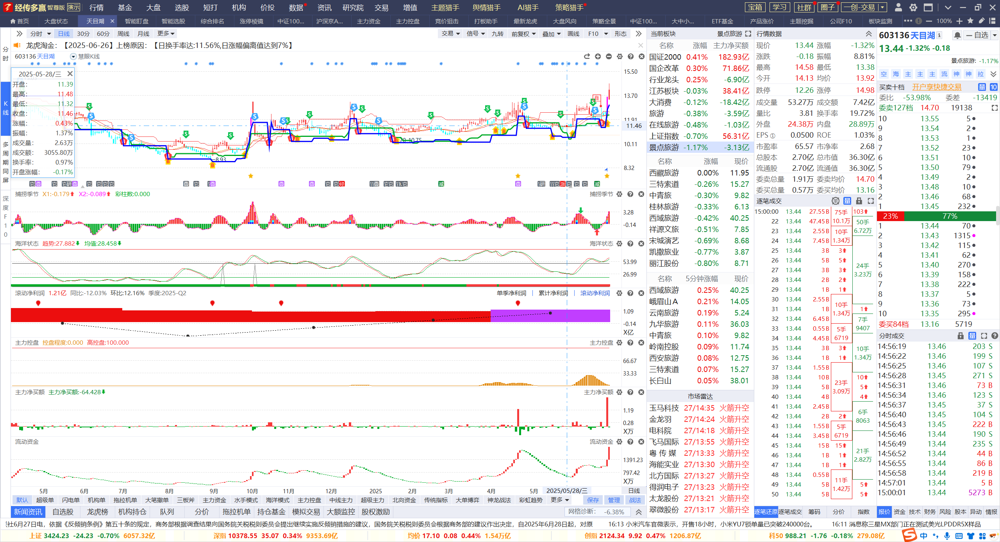 经传多赢 智尊版 演示 行情 基金 大盘 选股 短打 机构 价投 数据 资讯 研究院 交易 增值 主题猎手 舆情猎手 AI猎手 策略猎手 宝箱 学习 社群 圈子 一创-交易
首页 大盘状态 天目湖 智能盯盘 智能选股 综合排名 涨停棱镜 中证100... 沪深京A... 主力资金 主力控盘 竞价狙击 打板助手 最新龙虎 大盘风向 策略全景 中证100... 大中小... ETF基金 产品涨价 主题挖掘 公司F10 板块监测 100%
分时 日线 30分 60分 周线 月线 更多 交易 信号 九转 前复权 叠加 画线 F10 形态
龙虎淘金：【2025-06-26】上榜原因：【日换手率达:11.56%,日涨幅偏离值达到7%】
603136 天目湖 慧眼K线
分时
K线
多周期同屏
深度F10
2025-05-28/三
开盘: 11.39
最高: 11.48
最低: 11.32
收盘: 11.46
涨幅: 0.43%
振幅: 1.37%
成交量: 2.63万
成交额: 3055.80万
换手率: 0.97%
开盘涨幅: -0.17%
15.50
13.70
11.91
11.46
10.11
8.32
8.93
10.75
捕捞季节 X1:-0.179 X2:-0.089 彩柱数:0.000 捕捞季节
3.28
-0.14
海洋状态 趋势:27.882 均值:28.458 海洋状态
53.99
26.99
滚动净利润 1.21亿 同比:-12.03% 环比:12.16% 季度:2025-Q2 单季净利润 | 累计净利润 | 滚动净利润
1.09
-0.14
X亿
主力控盘 控盘程度:0.000 高控盘:100.000 主力控盘
66.67
33.33
主力净买额 主力净买额:-64.428 主力净买额
1.19
0.28
X万
流动资金 流动资金
1391.23
797.42
X万
5月 6月 7月 8月 9月 10月 11月 12月 2025 2月 3月 4月 5月 2025/05/28/三 日线
默认 超级单 闪电单 机构单 拖拉机单 大笔撤单 三板斧 主力资金 水手模式 海洋模式 主力控盘 中线主力 超级主力 北向资金 传统指标 大单博弈 神龙战法 彩虹趋势 更多 保存 管理 战法
新闻资讯 自选股 龙虎榜 机构持仓 队列 分价 拖拉机单 持仓基金 模拟交易 大额监控 股权激励 网格诊断: -6.38%
当前板块 景点旅游
名称 涨幅 主力净买额
国证2000 0.41% 182.93亿
国企改革 0.30% 71.86亿
行业龙头 0.25% -6.90亿
江苏板块 -0.03% 38.41亿
大消费 -0.12% -18.42亿
旅游 -0.38% -3.59亿
在线旅游 -0.48% -1.03亿
上证指数 -0.70% 56.31亿
景点旅游 -1.17% -3.13亿
名称 涨幅 现价
西藏旅游 0.00% 11.95
三特索道 -0.26% 15.27
中青旅 -0.30% 9.82
桂林旅游 -0.33% 6.13
西域旅游 -0.42% 40.25
祥源文旅 -0.51% 7.85
宋城演艺 -0.69% 8.68
凯撒旅业 -0.77% 3.87
丽江股份 -0.80% 8.71
名称 5分钟涨幅 现价
西域旅游 0.25% 40.25
峨眉山A 0.21% 14.05
云南旅游 0.19% 5.24
九华旅游 0.11% 36.03
中青旅 0.10% 9.82
岭南控股 0.09% 11.74
西安旅游 0.08% 12.75
三特索道 0.07% 15.27
长白山 0.05% 38.01
市场雷达
玉马科技 27/14:35 火箭升空
金龙羽 27/14:24 火箭升空
电科院 27/14:18 火箭升空
飞马国际 27/13:55 火箭升空
粤传媒 27/13:33 火箭升空
海能实业 27/13:30 火箭升空
北方国际 27/13:27 火箭升空
得润电子 27/13:23 火箭升空
太龙股份 27/13:21 火箭升空
翠微股份 27/13:17 火箭升空
行情数据
现价 13.44 涨幅 -1.32%
涨跌 -0.18 振幅 8.81%
最高 14.58 最低 13.38
今开 14.13 均价 13.92
跌停 12.26 涨停 14.98
成交量 53.27万 成交额 7.42亿
量比 3.81 换手率 19.72%
外盘 24.38万 内盘 28.89万
EPS① 0.0500 ROE 1.03%
市盈率 65.57 市净率 2.68
总股本 2.70亿 总市值 36.30亿
流通股 2.70亿 流通值 36.30亿
委卖总量 1.91万 委卖均价 14.70
委买总量 0.57万 委买均价 13.16
逐笔成交 单 量
15:00:00 13.44 27.55B
22 13.44 47.45B
23 13.44 2.55B
24 13.44 7.45B
25 13.44 3B 3
26 13.44 5B 5
27 13.44 3B 3
28 13.44 2B 2
29 13.44 1B 1
30 13.44 2.55B
31 13.44 1B
32 13.44 6.45B
33 13.44 0.55B
34 13.44 4.45B
35 13.44 3B 3
36 13.44 1B 1
37 13.44 1.55B
38 13.44 10B
39 13.44 5B
40 13.44 4B
41 13.44 2.45B
42 13.44 2B 2
43 13.44 1.55B
44 13.44 3.45B
45 13.44 15B 15
46 13.44 1B 1
47 13.44 1B 1
48 13.44 0.55B
49 13.44 5B
50 13.44 5B
75手 10.1万
10手 1.34万
10手 1.34万
5手 6719
23手 3.09万
5手 6719
11手 1.42万
103
50手 6.72万
24手 3.23万
1
7手 9407
10手 1.34万
10
5
4
6手 8063
21手 2.82万
5
5
逐笔还原 逐笔成交 筹码 分价 指数
603136 天目湖 自选
13.44 -1.32% -0.18
景点旅游: -1.17%
空 海 主 主 主 流 神 神 拉
买卖十档 开户享快捷交易 量 10
委比 -53.98% 委差 -13419
委卖127档 14.70 19138
10 13.55 5
9 13.54 2
8 13.53 1
7 13.52 23
6 13.51 10
5 13.50 79
4 13.49 2
3 13.48 10
2 13.46 68
1 13.45 232
23% 77%
1 13.44 70
2 13.43 1315
3 13.42 115
4 13.41 62
5 13.40 270
6 13.39 158
7 13.38 222
8 13.37 5
9 13.36 73
10 13.35 295
委买84档 13.16 5719
分时成交 量
14:56:19 13.46 203 S
14:56:22 13.46 199 S
14:56:25 13.46 107 S
14:56:28 13.45 271 S
14:56:31 13.46 73 B
14:56:34 13.46 123 S
14:56:37 13.45 37 S
14:56:40 13.45 104 S
14:56:43 13.45 222 B
14:56:46 13.44 190 S
14:56:49 13.44 235 S
14:56:52 13.44 44 B
14:56:55 13.44 86 B
14:56:58 13.44 219 B
14:57:01 13.44 5 B
15:00:01 13.44 5273 B
报价 资金 技术 财务 风险 股本 异动 情报
社6月27日电，依据《反倾销条例》第五十条的规定，商务部根据调查结果向国务院关税税则委员会提出继续实施反倾销措施的建议，国务院关税税则委员会根据商务部的建议作出决定，自2025年6月28日起，对原 16:13 小米汽车官微表示，开售18小时，小米YU7锁单量已突破240000台。 16:11 消息称三星MX部门正在测试美光LPDDR5X样品
上证 3424.23 -24.23 -0.70% 6057.32亿 深指 10378.55 35.07 0.34% 9353.69亿 均价 17.10 0.08 0.44% 1.54万亿 创指 2124.34 9.92 0.47% 1206.87亿 科50 988.21 -1.76 -0.18% 279.08亿 中